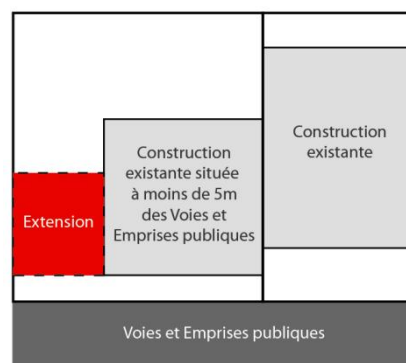 Construction
existante
Construction
existante située
à moins de 5m
des Voies et
Emprises publiques
Extension
Voies et Emprises publiques